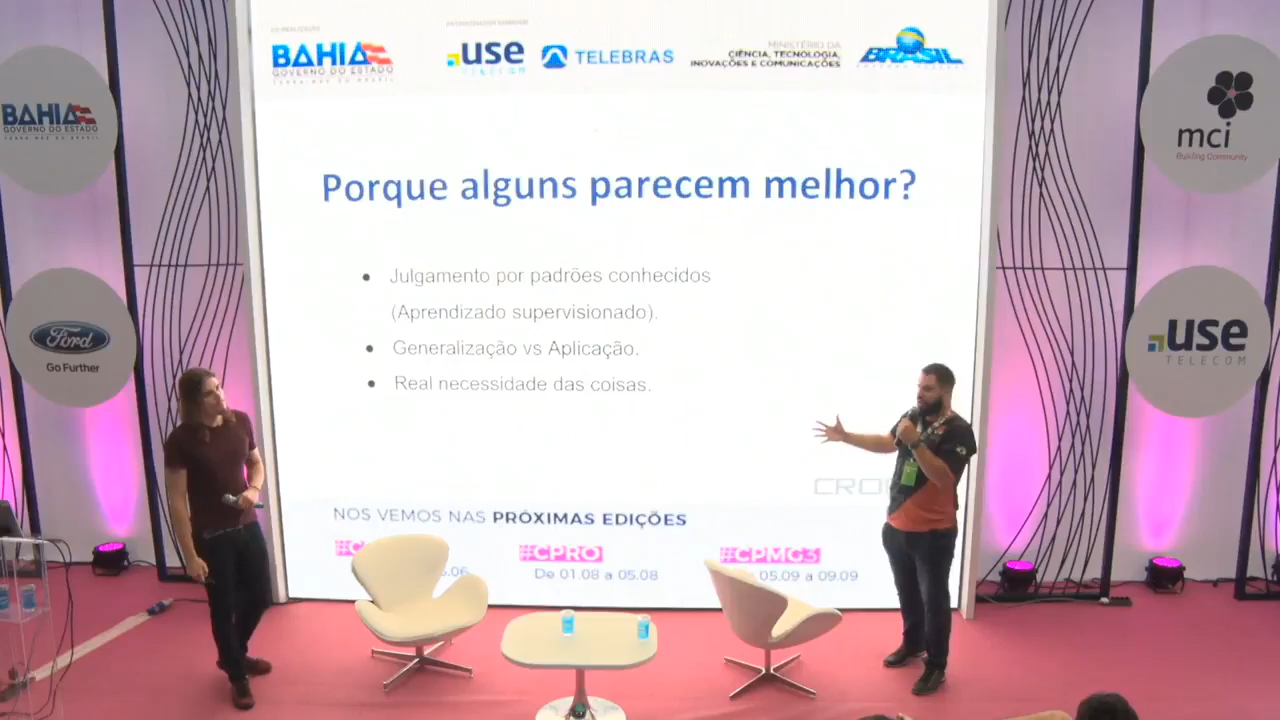 BAHIA
GOVERNO DO ESTADO
USE
TELECOM
TELEBRAS
MINISTÉRIO DA
CIÊNCIA, TECNOLOGIA,
INOVAÇÕES E COMUNICAÇÕES
BRASIL
Porque alguns parecem melhor?
● Julgamento por padrões conhecidos
(Aprendizado supervisionado).
● Generalização vs Aplicação.
● Real necessidade das coisas.
NOS VEMOS NAS PRÓXIMAS EDIÇÕES
#CPRO
#CPMG3
De 01.08 a 05.08
05.09 a 09.09
BAHIA
GOVERNO DO ESTADO
Ford
Go Further
mci
Building Community
USE
TELECOM